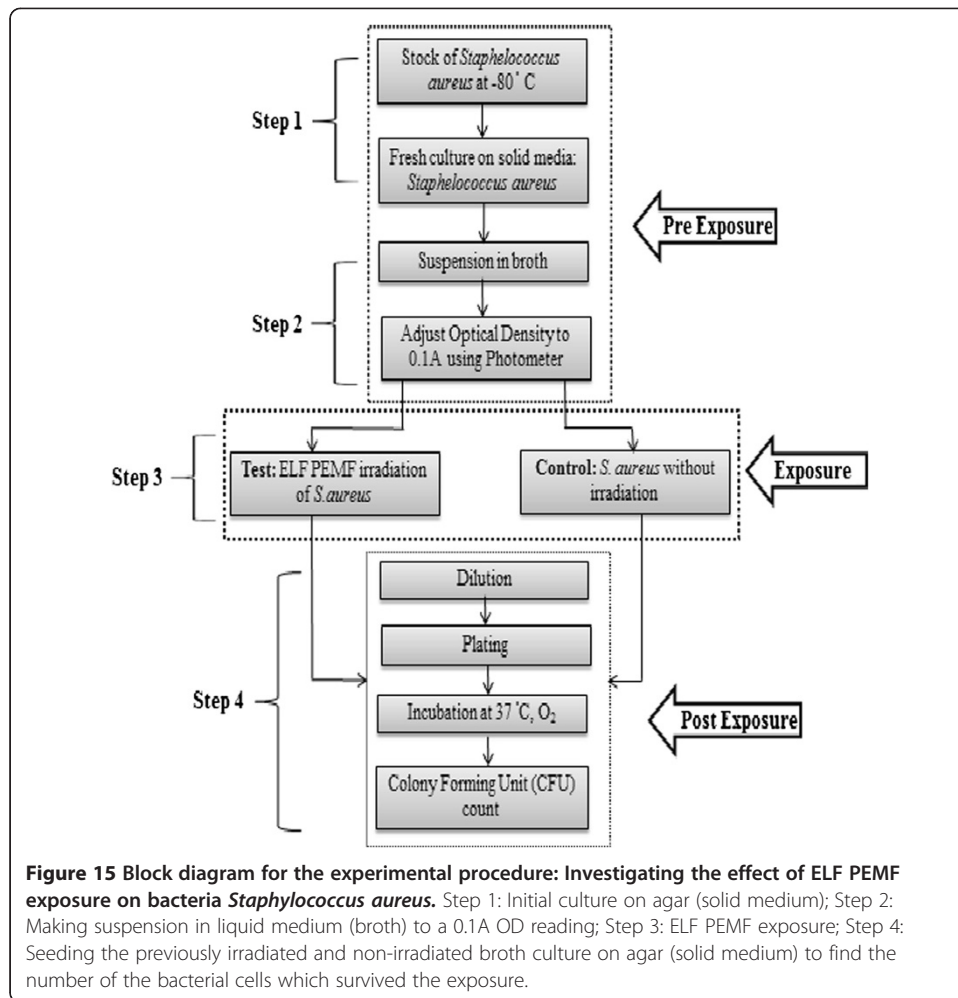 Stock of Staphelococcus
aureus at -80˚ C
Step 1
Fresh culture on solid media:
Staphelococcus aureus
Pre Exposure
Suspension in broth
Step 2
Adjust Optical Density to
0.1A using Photometer
Step 3
Test: ELF PEMF irradiation
of S.aureus
Control: S. aureus without
irradiation
Exposure
Dilution
Plating
Step 4
Incubation at 37 ˚C, O₂
Post Exposure
Colony Forming Unit (CFU)
count
Figure 15 Block diagram for the experimental procedure: Investigating the effect of ELF PEMF
exposure on bacteria Staphylococcus aureus. Step 1: Initial culture on agar (solid medium); Step 2:
Making suspension in liquid medium (broth) to a 0.1A OD reading; Step 3: ELF PEMF exposure; Step 4:
Seeding the previously irradiated and non-irradiated broth culture on agar (solid medium) to find the
number of the bacterial cells which survived the exposure.